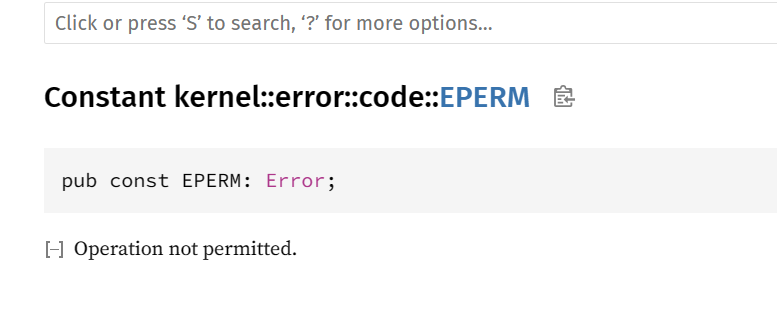 Click or press ‘S’ to search, ‘?’ for more options…
Constant kernel::error::code::EPERM
pub const EPERM: Error;
[−] Operation not permitted.